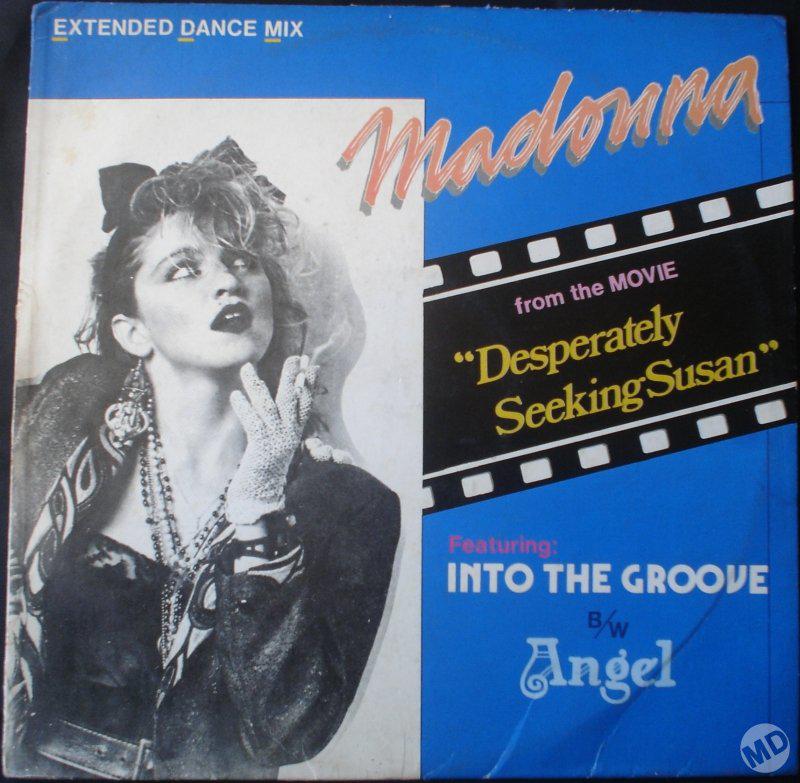 EXTENDED DANCE MIX
Madonna
from the MOVIE
“Desperately
Seeking Susan”
Featuring:
INTO THE GROOVE
B/W
Angel
MD